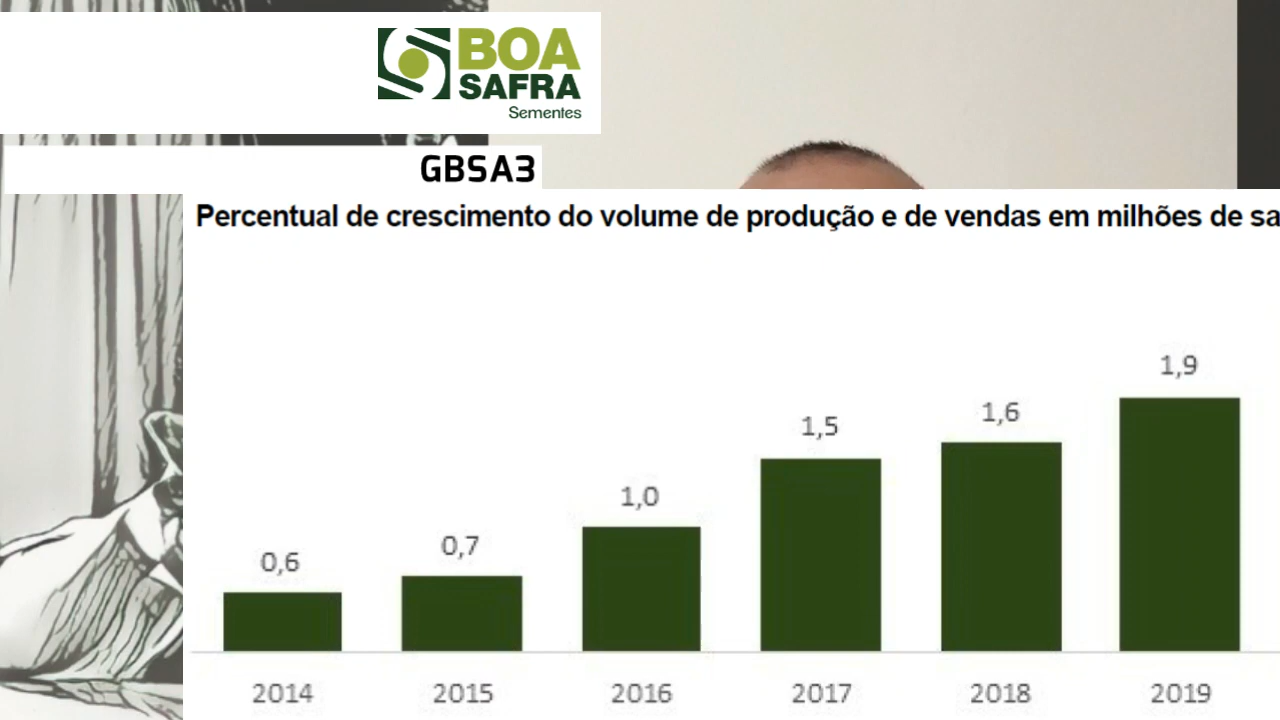 BOA
SAFRA
Sementes
GBSA3
Percentual de crescimento do volume de produção e de vendas em milhões de sa
1,9
1,6
1,5
1,0
0,7
0,6
2014 2015 2016 2017 2018 2019